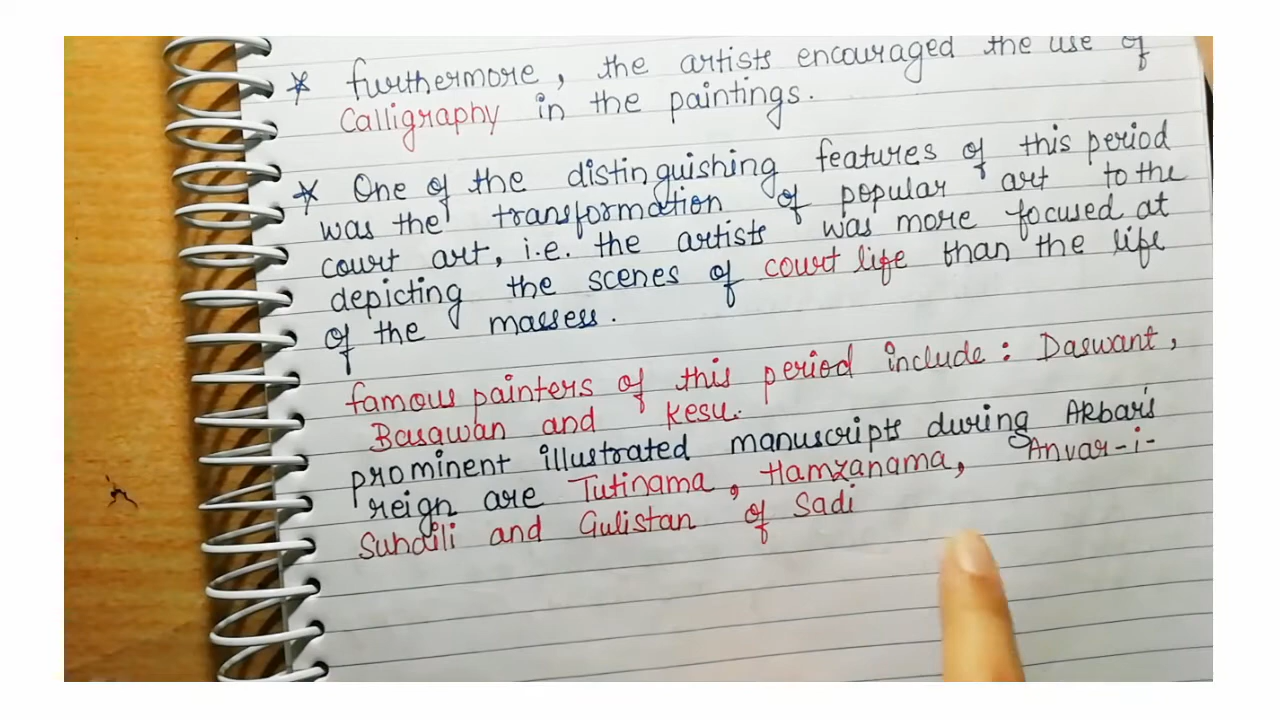 * furthermore, the artists encouraged the use of
Calligraphy in the paintings.
* One of the distinguishing features of this period
was the transformation of popular art to the
court art, i.e. the artists was more focused at
depicting the scenes of court life than the life
of the massess.
famous painters of this period include: Daswant,
Basawan and Kesu.
prominent illustrated manuscripts during Akbar's
reign are Tutinama, Hamzanama, Anvar-i-
Suhaili and Gulistan of Sadi